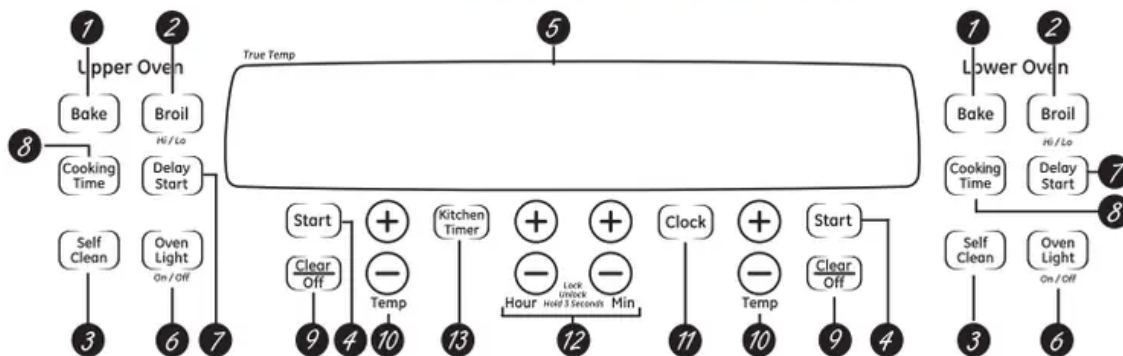 1 2 5 1 2
True Temp
Upper Oven Lower Oven
Bake Broil Bake Broil
Hi / Lo Hi / Lo
8 Cooking Time Delay Start Cooking Time Delay Start 7
8
Start + Kitchen Timer + + Clock + Start
Self Clean Oven Light Self Clean Oven Light
Clear Off − − − − Clear Off
On / Off On / Off
Temp Hour Lock Unlock Hold 3 Seconds Min Temp
3 6 7 9 4 10 13 12 11 10 9 4 3 6